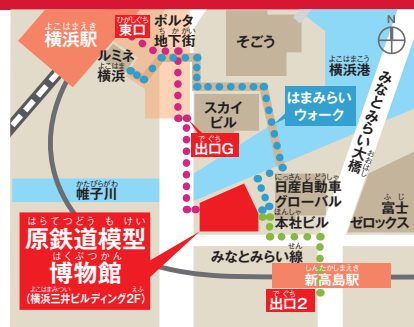 よこはまえき
横浜駅
ひがしぐち
東口
ポルタ
ちかがい
地下街
ルミネ
よこはま
横浜
そごう
よこはまこう
横浜港
N
スカイ
ビル
はまみらい
ウォーク
みなとみらい大橋
おおはし
でぐち
出口G
かたびらがわ
帷子川
にっさんじどうしゃ
日産自動車
グローバル
ほんしゃ
本社ビル
ふじ
富士
ゼロックス
はらてつどうもけい
原鉄道模型
はくぶつかん
博物館
よこはまみつい えふ
(横浜三井ビルディング2F)
せん
みなとみらい線
しんたかしまえき
新高島駅
でぐち
出口2